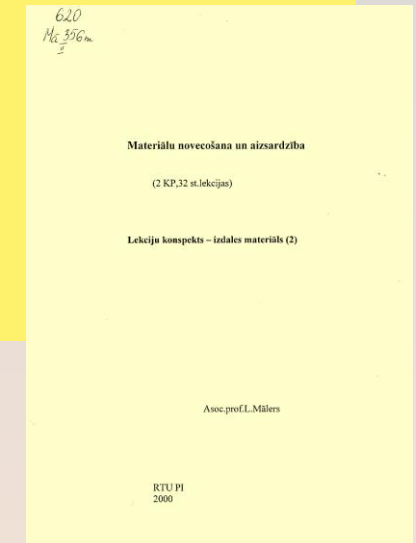 620
Mā 356m
II
Materiālu novecošana un aizsardzība
(2 KP,32 st.lekcijas)
Lekciju konspekts – izdales materiāls (2)
Asoc.prof.L.Mālers
RTU PI
2000